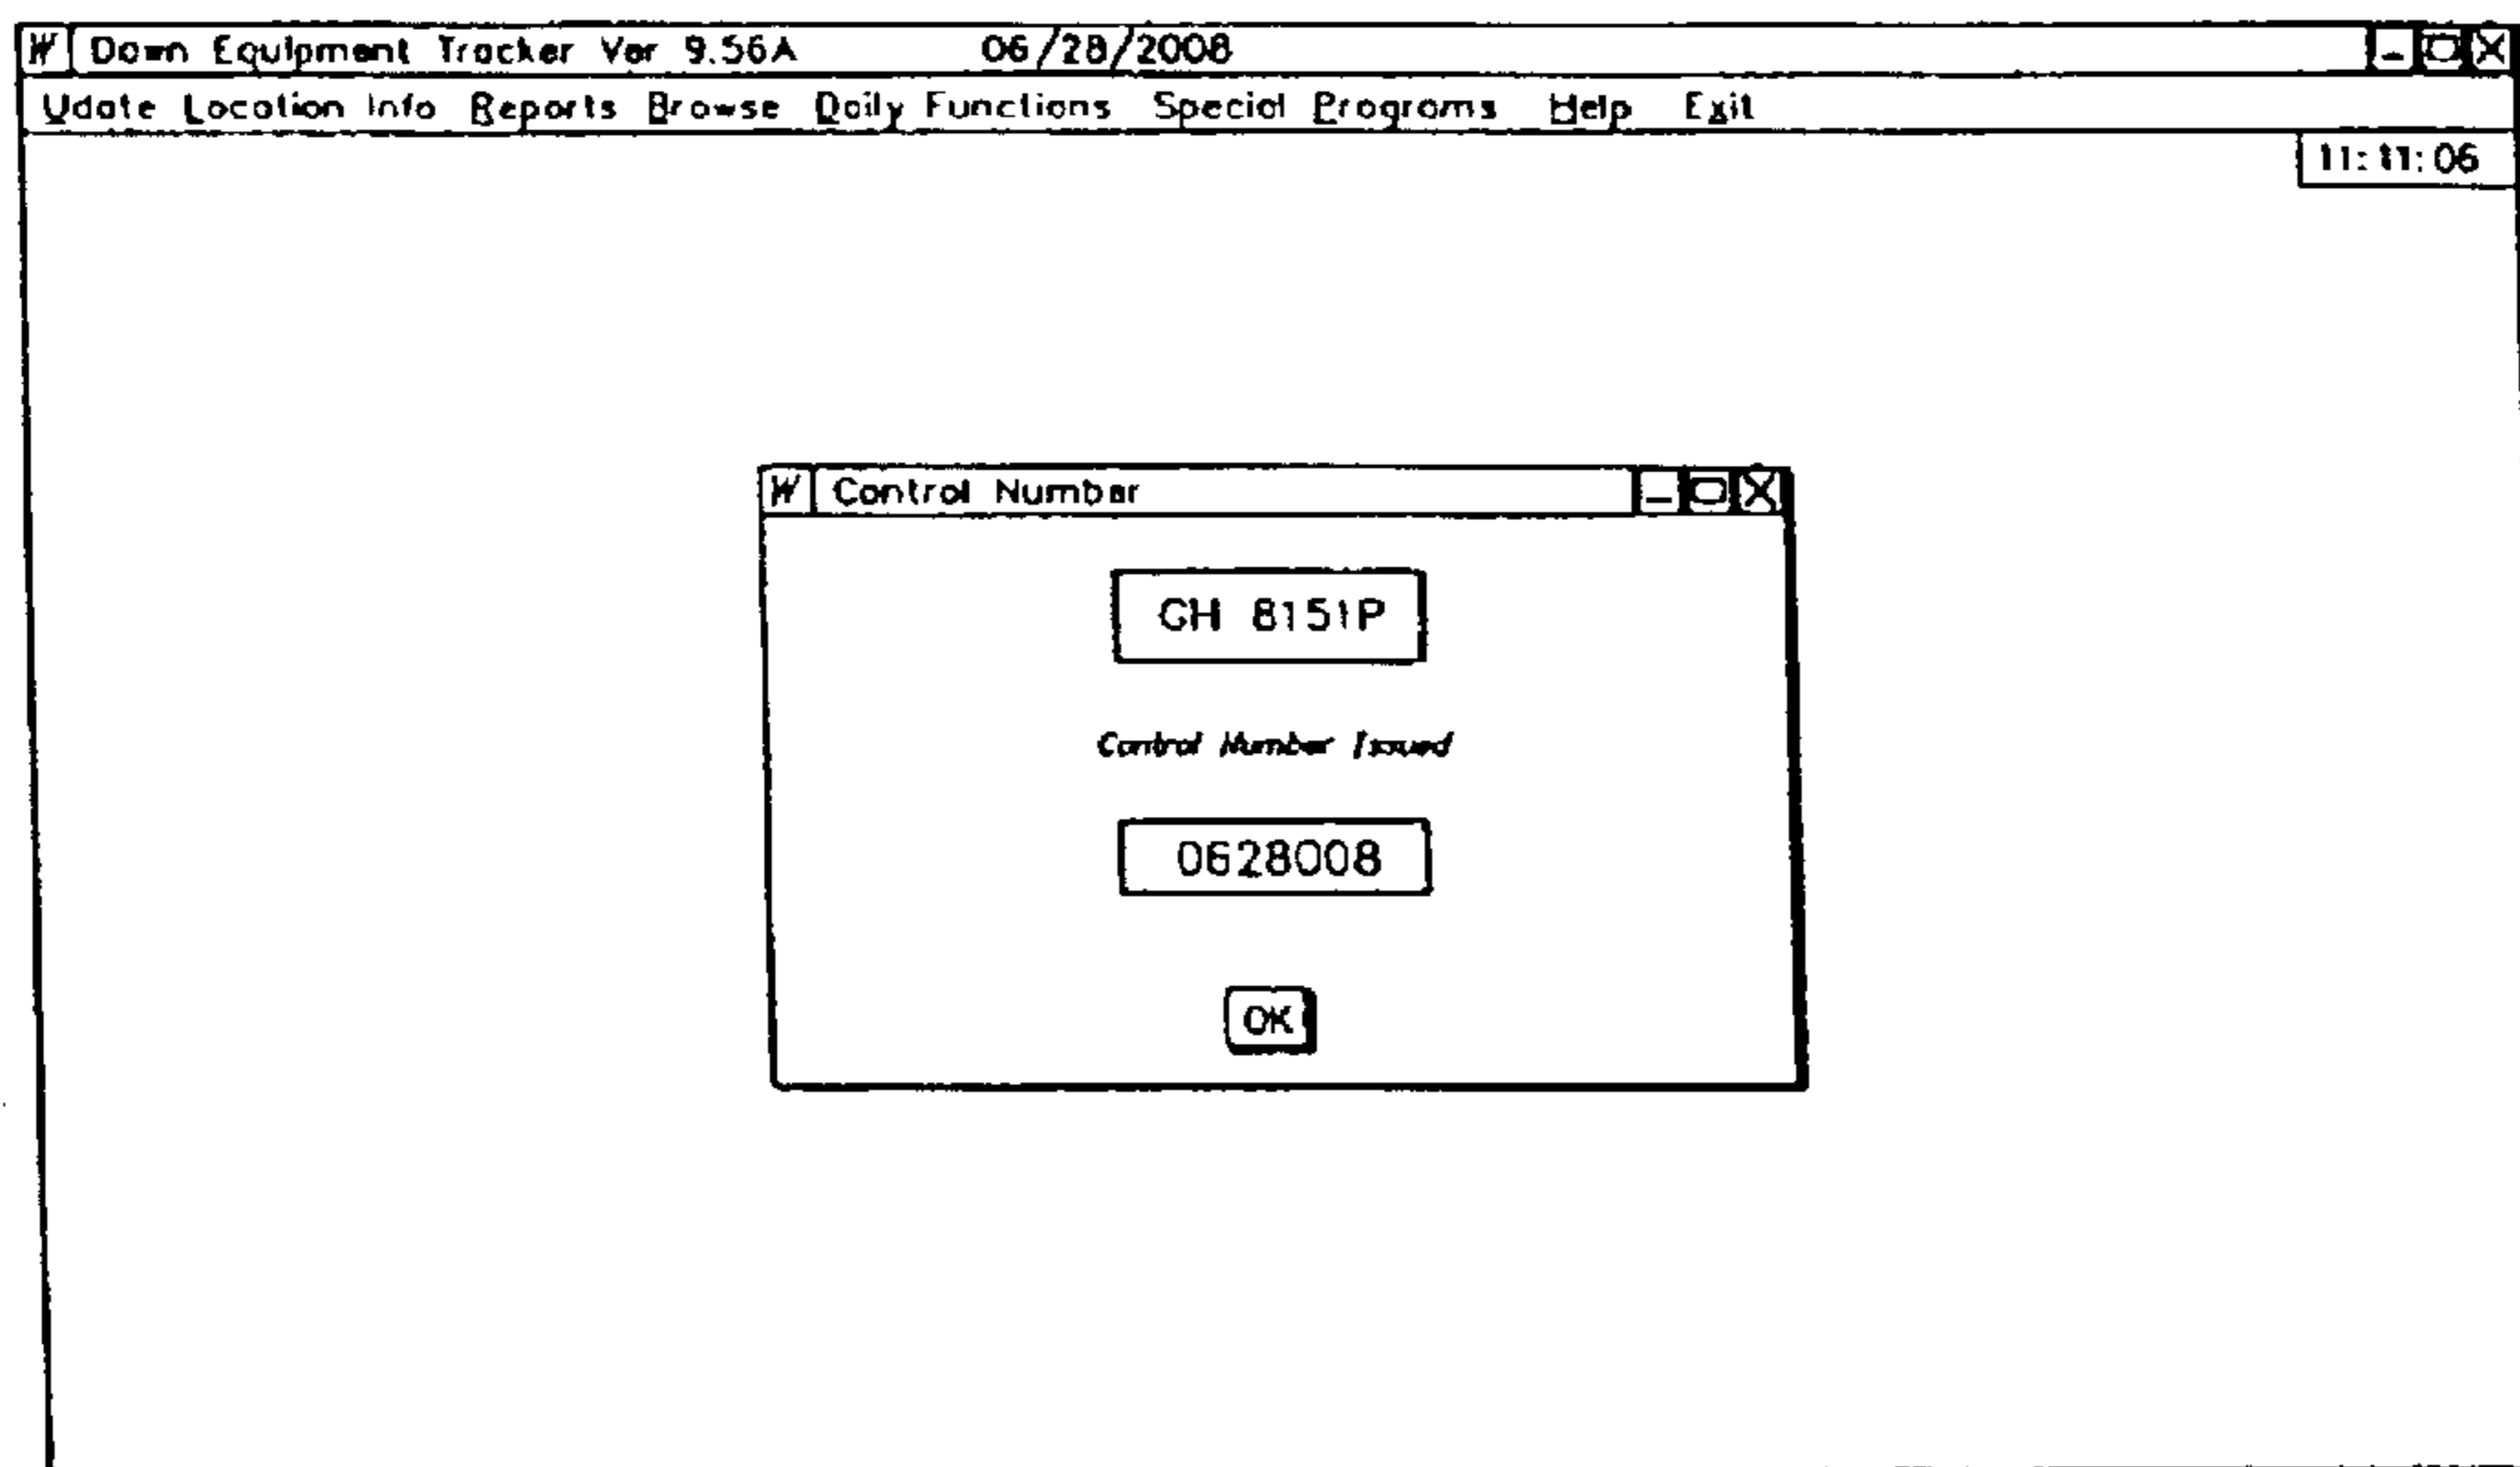 W Down Equipment Tracker Ver 9.56A 06/28/2008
Udate Location Info Reports Browse Daily Functions Special Programs Help Exit
11:11:06
W Control Number
GH 8151P
Control Number Issued
0628008
OK